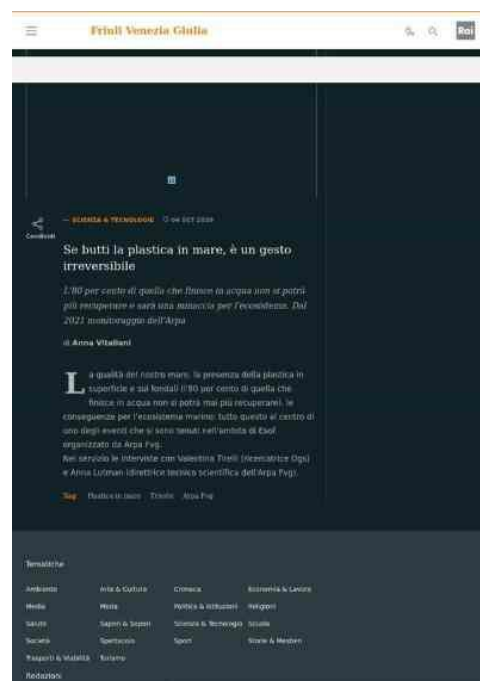 Friuli Venezia Giulia
Rai
Condividi
— SCIENZA & TECNOLOGIE
04 SET 2020
Se butti la plastica in mare, è un gesto
irreversibile
L'80 per cento di quella che finisce in acqua non si potrà
più recuperare e sarà una minaccia per l'ecosistema. Dal
2021 monitoraggio dell'Arpa
di Anna Vitaliani
La qualità del nostro mare, la presenza della plastica in
superficie e sui fondali (l'80 per cento di quella che
finisce in acqua non si potrà mai più recuperare), le
conseguenze per l'ecosistema marino: tutto questo al centro di
uno degli eventi che si sono tenuti nell'ambito di Esof
organizzato da Arpa Fvg.
Nel servizio le interviste con Valentina Tirelli (ricercatrice Ogs)
e Anna Lutman (direttrice tecnico scientifica dell'Arpa Fvg).
Tag Plastica in mare Trieste Arpa Fvg
Tematiche
Ambiente Arte & Cultura Cronaca Economia & Lavoro
Media Moda Politica & Istituzioni Religioni
Salute Sapori & Saperi Scienza & Tecnologie Scuola
Società Spettacolo Sport Storie & Mestieri
Trasporti & Viabilità Turismo
Redazioni